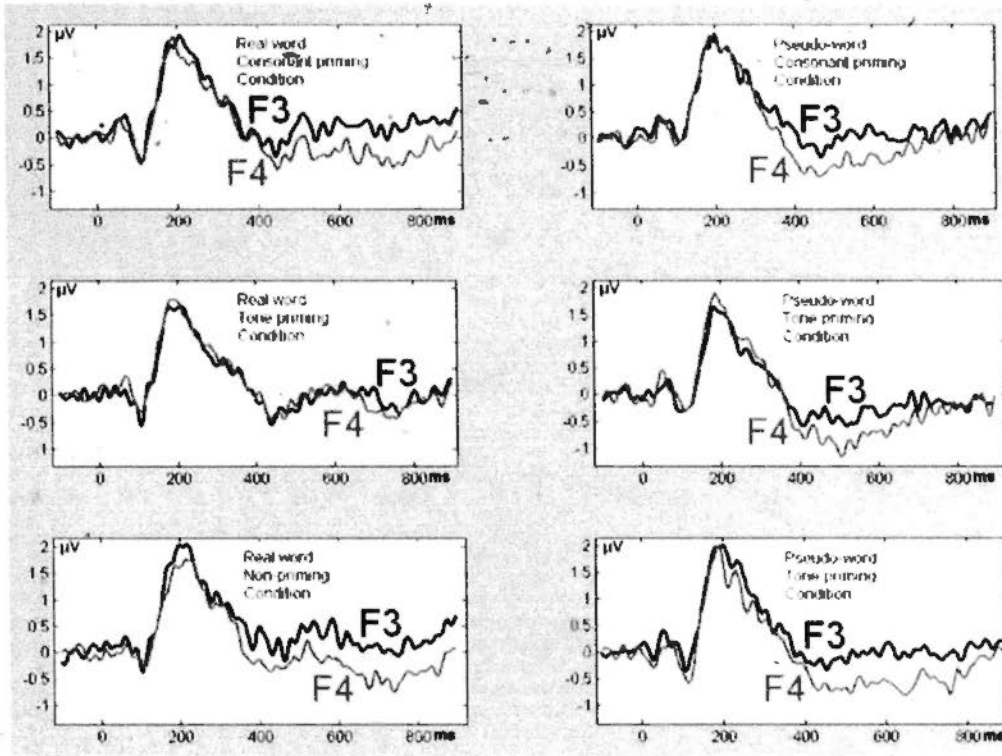 µV
2
1.5
1
0.5
0
-0.5
-1
Real word
Consonant priming
Condition
F3
F4
0 200 400 600 800ms
µV
2
1.5
1
0.5
0
-0.5
-1
Pseudo-word
Consonant priming
Condition
F3
F4
0 200 400 600 800ms
µV
2
1.5
1
0.5
0
-0.5
-1
Real word
Tone priming
Condition
F3
F4
0 200 400 600 800ms
µV
2
1.5
1
0.5
0
-0.5
-1
Pseudo-word
Tone priming
Condition
F3
F4
0 200 400 600 800ms
µV
2
1.5
1
0.5
0
-0.5
-1
Real word
Non-priming
Condition
F3
F4
0 200 400 600 800ms
µV
2
1.5
1
0.5
0
-0.5
-1
Pseudo-word
Tone priming
Condition
F3
F4
0 200 400 600 800ms